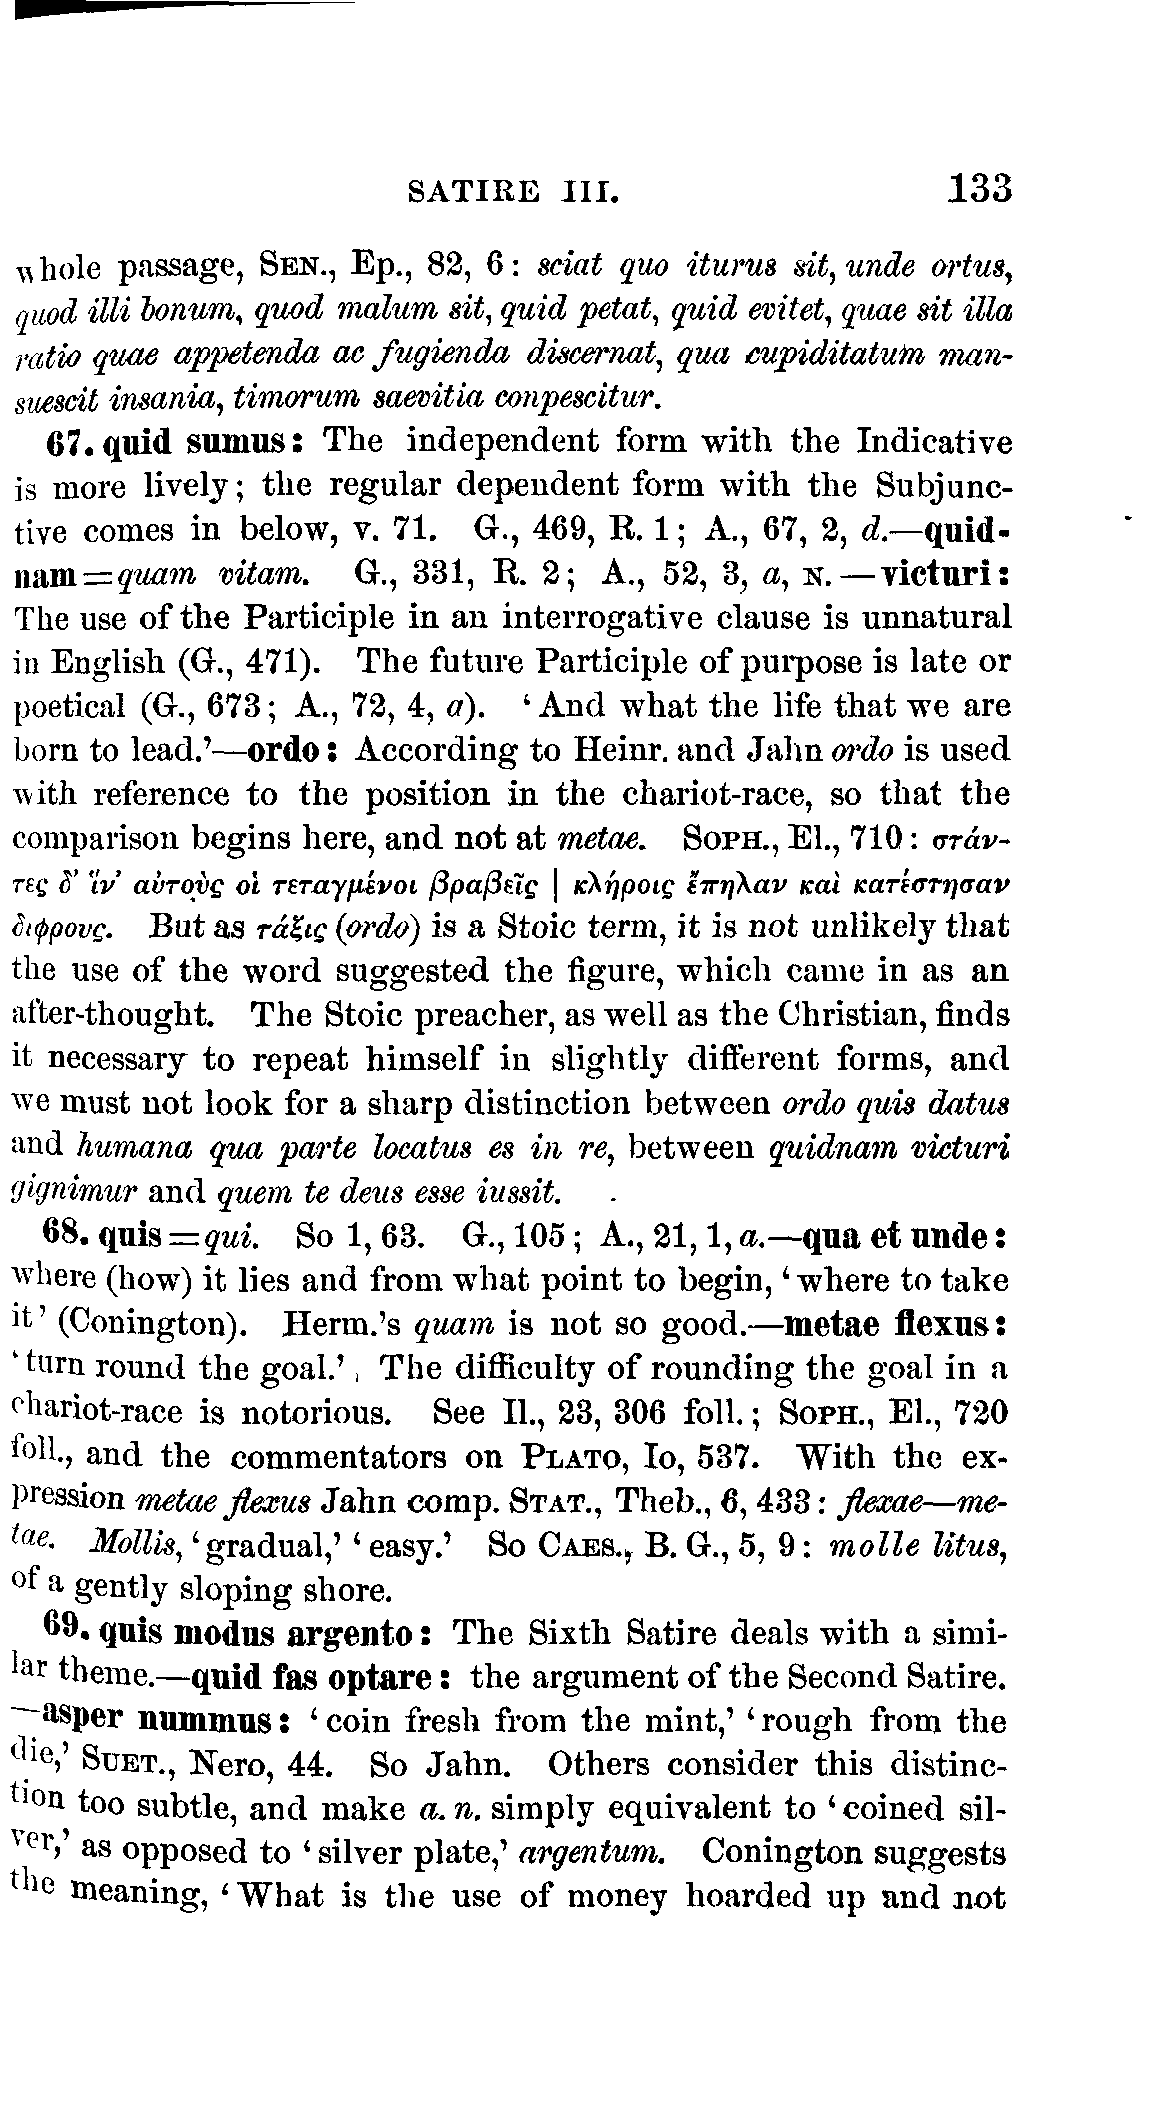 SATIRE III. 133
whole passage, SEN., Ep., 82, 6: sciat quo iturus sit, unde ortus,
quod illi bonum, quod malum sit, quid petat, quid evitet, quae sit illa
ratio quae appetenda ac fugienda discernat, qua cupiditatum man-
suescit insania, timorum saevitia conpescitur.
67. quid sumus: The independent form with the Indicative
is more lively; the regular dependent form with the Subjunc-
tive comes in below, v. 71. G., 469, R. 1; A., 67, 2, d.—quid-
nam=quam vitam. G., 331, R. 2; A., 52, 3, a, N.—victuri:
The use of the Participle in an interrogative clause is unnatural
in English (G., 471). The future Participle of purpose is late or
poetical (G., 673; A., 72, 4, a). ‘And what the life that we are
born to lead.’—ordo: According to Heinr. and Jahn ordo is used
with reference to the position in the chariot-race, so that the
comparison begins here, and not at metae. SOPH., El., 710: στάν-
τες δ’ ἵν’ αὐτοὺς οἱ τεταγμένοι βραβεῖς | κλήροις ἔπηλαν καὶ κατέστησαν
δίφρους. But as τάξις (ordo) is a Stoic term, it is not unlikely that
the use of the word suggested the figure, which came in as an
after-thought. The Stoic preacher, as well as the Christian, finds
it necessary to repeat himself in slightly different forms, and
we must not look for a sharp distinction between ordo quis datus
and humana qua parte locatus es in re, between quidnam victuri
gignimur and quem te deus esse iussit.
68. quis=qui. So 1, 63. G., 105; A., 21, 1, a.—qua et unde:
where (how) it lies and from what point to begin, ‘where to take
it’ (Conington). Herm.'s quam is not so good.—metae flexus:
‘turn round the goal.’ The difficulty of rounding the goal in a
chariot-race is notorious. See Il., 23, 306 foll.; SOPH., El., 720
foll., and the commentators on PLATO, Io, 537. With the ex-
pression metae flexus Jahn comp. STAT., Theb., 6, 433: flexae—me-
tae. Mollis, ‘gradual,’ ‘easy.’ So CAES., B. G., 5, 9: molle litus,
of a gently sloping shore.
69. quis modus argento: The Sixth Satire deals with a simi-
lar theme.—quid fas optare: the argument of the Second Satire.
—asper nummus: ‘coin fresh from the mint,’ ‘rough from the
die,’ SUET., Nero, 44. So Jahn. Others consider this distinc-
tion too subtle, and make a. n. simply equivalent to ‘coined sil-
ver,’ as opposed to ‘silver plate,’ argentum. Conington suggests
the meaning, ‘What is the use of money hoarded up and not